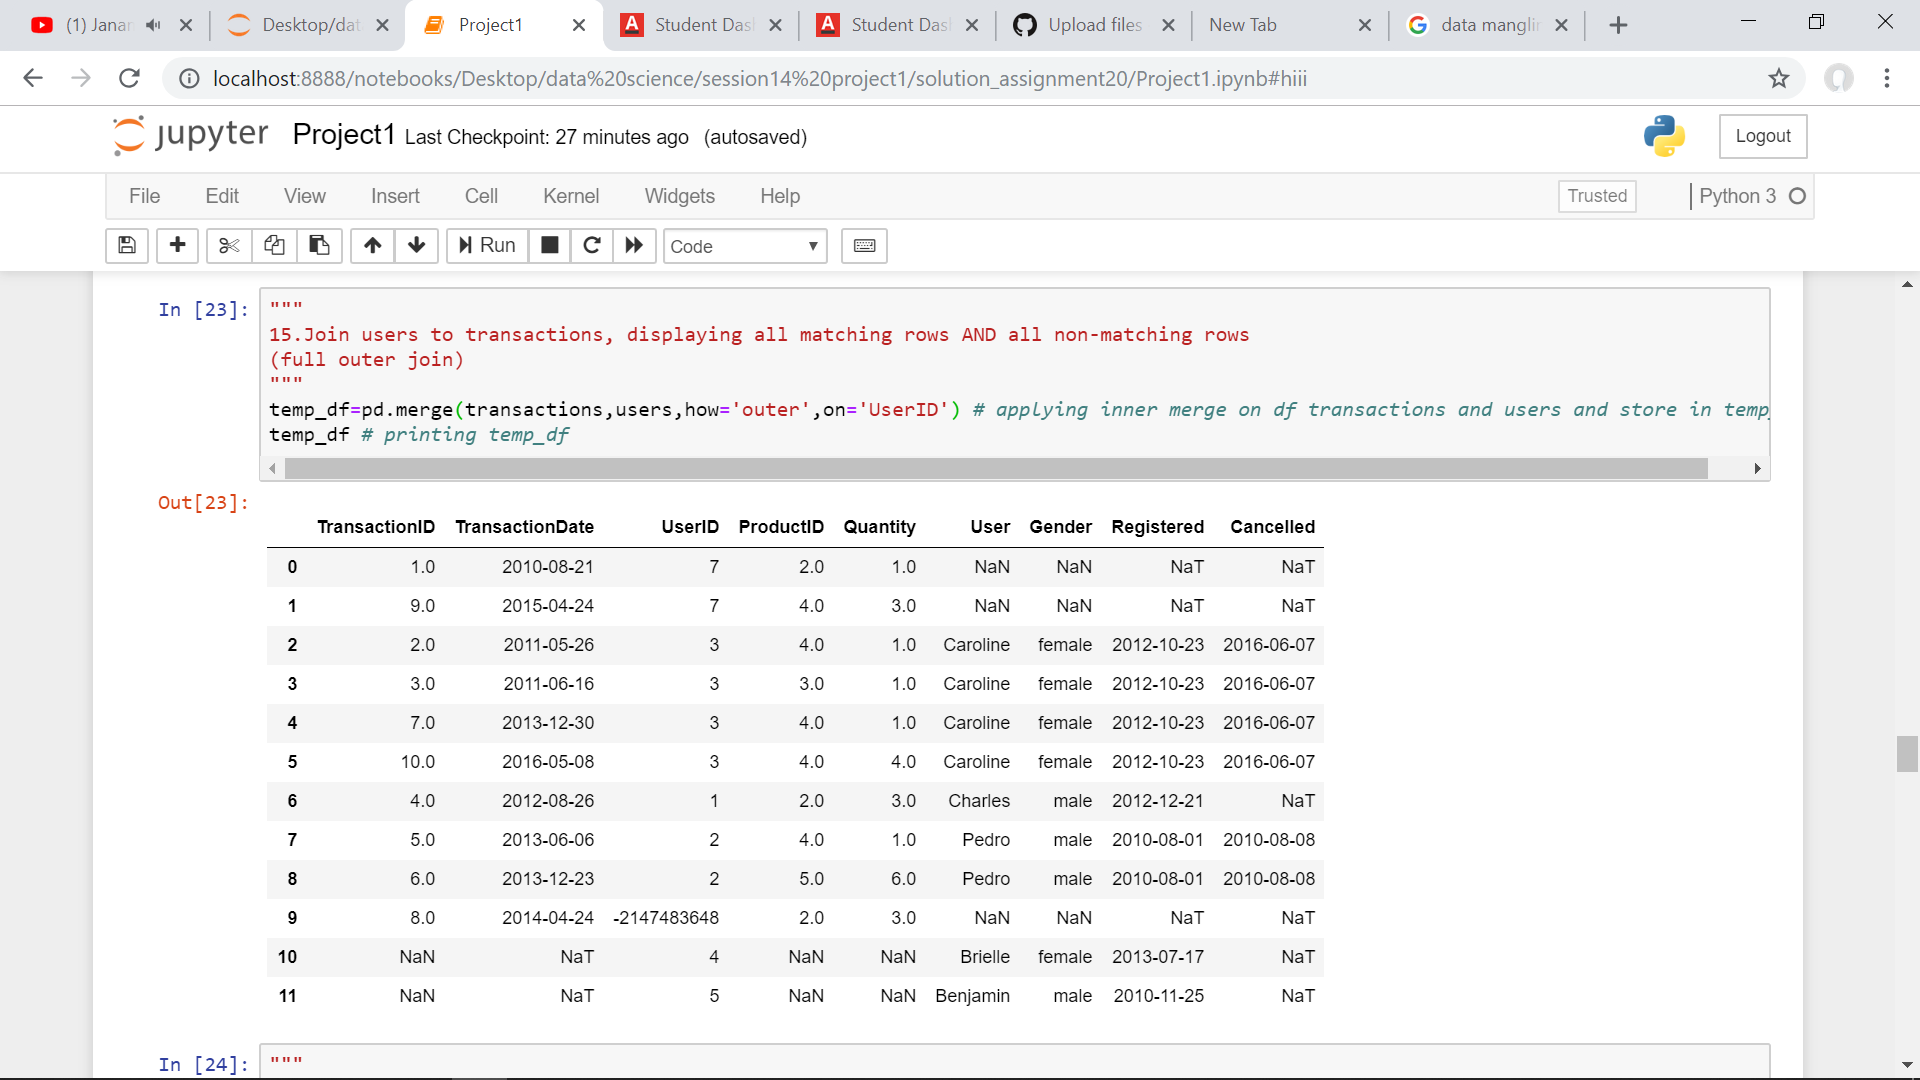 (1) Janan
Desktop/dat
Project1
Student Das
Student Das
Upload files
New Tab
data manglin
localhost:8888/notebooks/Desktop/data%20science/session14%20project1/solution_assignment20/Project1.ipynb#hiii
jupyter Project1 Last Checkpoint: 27 minutes ago (autosaved)
Logout
File Edit View Insert Cell Kernel Widgets Help
Trusted
Python 3
Run
Code
In [23]:
"""
15.Join users to transactions, displaying all matching rows AND all non-matching rows
(full outer join)
"""
temp_df=pd.merge(transactions,users,how='outer',on='UserID') # applying inner merge on df transactions and users and store in temp_
temp_df # printing temp_df
Out[23]:
TransactionID TransactionDate UserID ProductID Quantity User Gender Registered Cancelled
0 1.0 2010-08-21 7 2.0 1.0 NaN NaN NaT NaT
1 9.0 2015-04-24 7 4.0 3.0 NaN NaN NaT NaT
2 2.0 2011-05-26 3 4.0 1.0 Caroline female 2012-10-23 2016-06-07
3 3.0 2011-06-16 3 3.0 1.0 Caroline female 2012-10-23 2016-06-07
4 7.0 2013-12-30 3 4.0 1.0 Caroline female 2012-10-23 2016-06-07
5 10.0 2016-05-08 3 4.0 4.0 Caroline female 2012-10-23 2016-06-07
6 4.0 2012-08-26 1 2.0 3.0 Charles male 2012-12-21 NaT
7 5.0 2013-06-06 2 4.0 1.0 Pedro male 2010-08-01 2010-08-08
8 6.0 2013-12-23 2 5.0 6.0 Pedro male 2010-08-01 2010-08-08
9 8.0 2014-04-24 -2147483648 2.0 3.0 NaN NaN NaT NaT
10 NaN NaT 4 NaN NaN Brielle female 2013-07-17 NaT
11 NaN NaT 5 NaN NaN Benjamin male 2010-11-25 NaT
In [24]:
"""